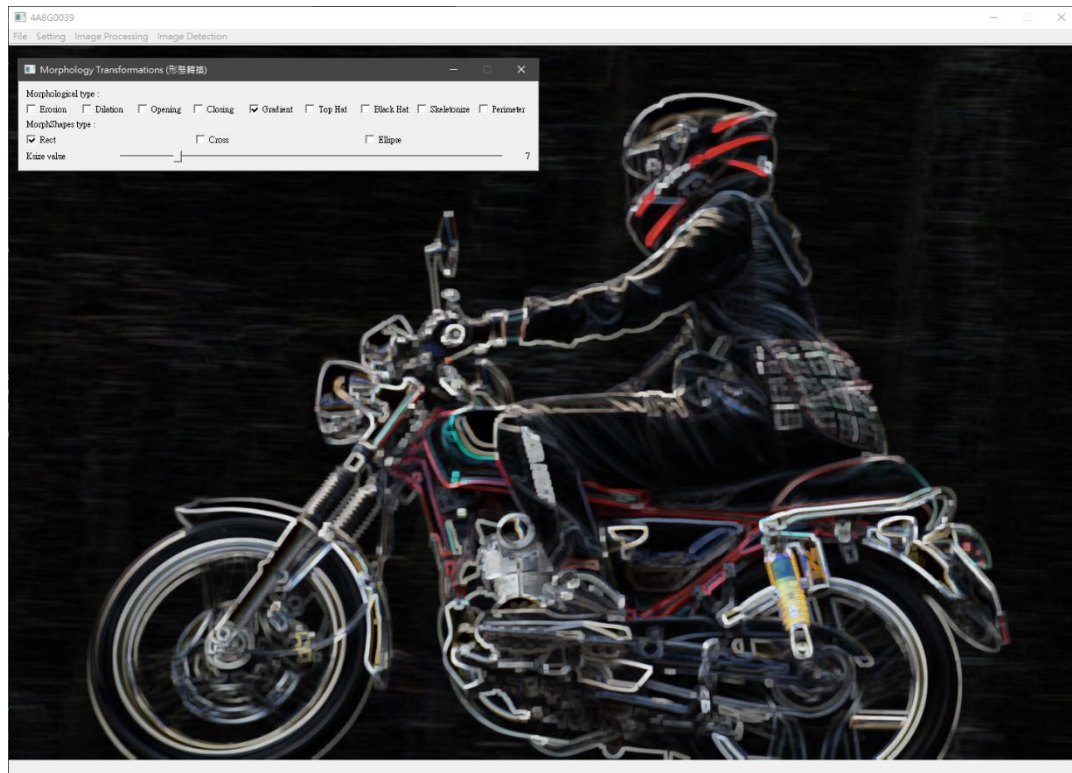 4A8G0039
File Setting Image Processing Image Detection
Morphology Transformations (形態轉換)
Morphological type :
Erosion Dilation Opening Closing Gradient Top Hat Black Hat Skeletonize Perimeter
MorphShapes type :
Rect Cross Ellipse
Ksize value 7